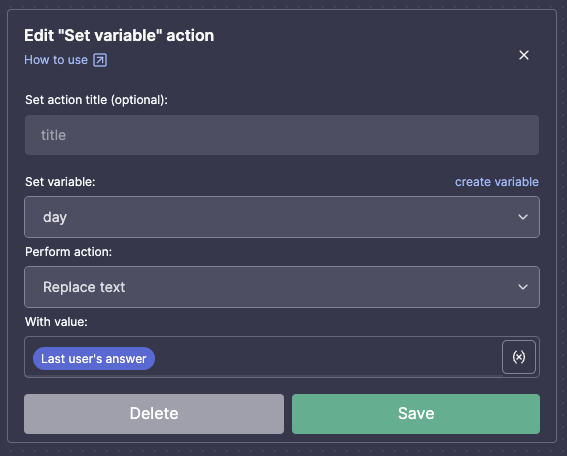 Edit "Set variable" action
How to use
Set action title (optional):
title
Set variable:
create variable
day
Perform action:
Replace text
With value:
Last user's answer
(x)
Delete
Save